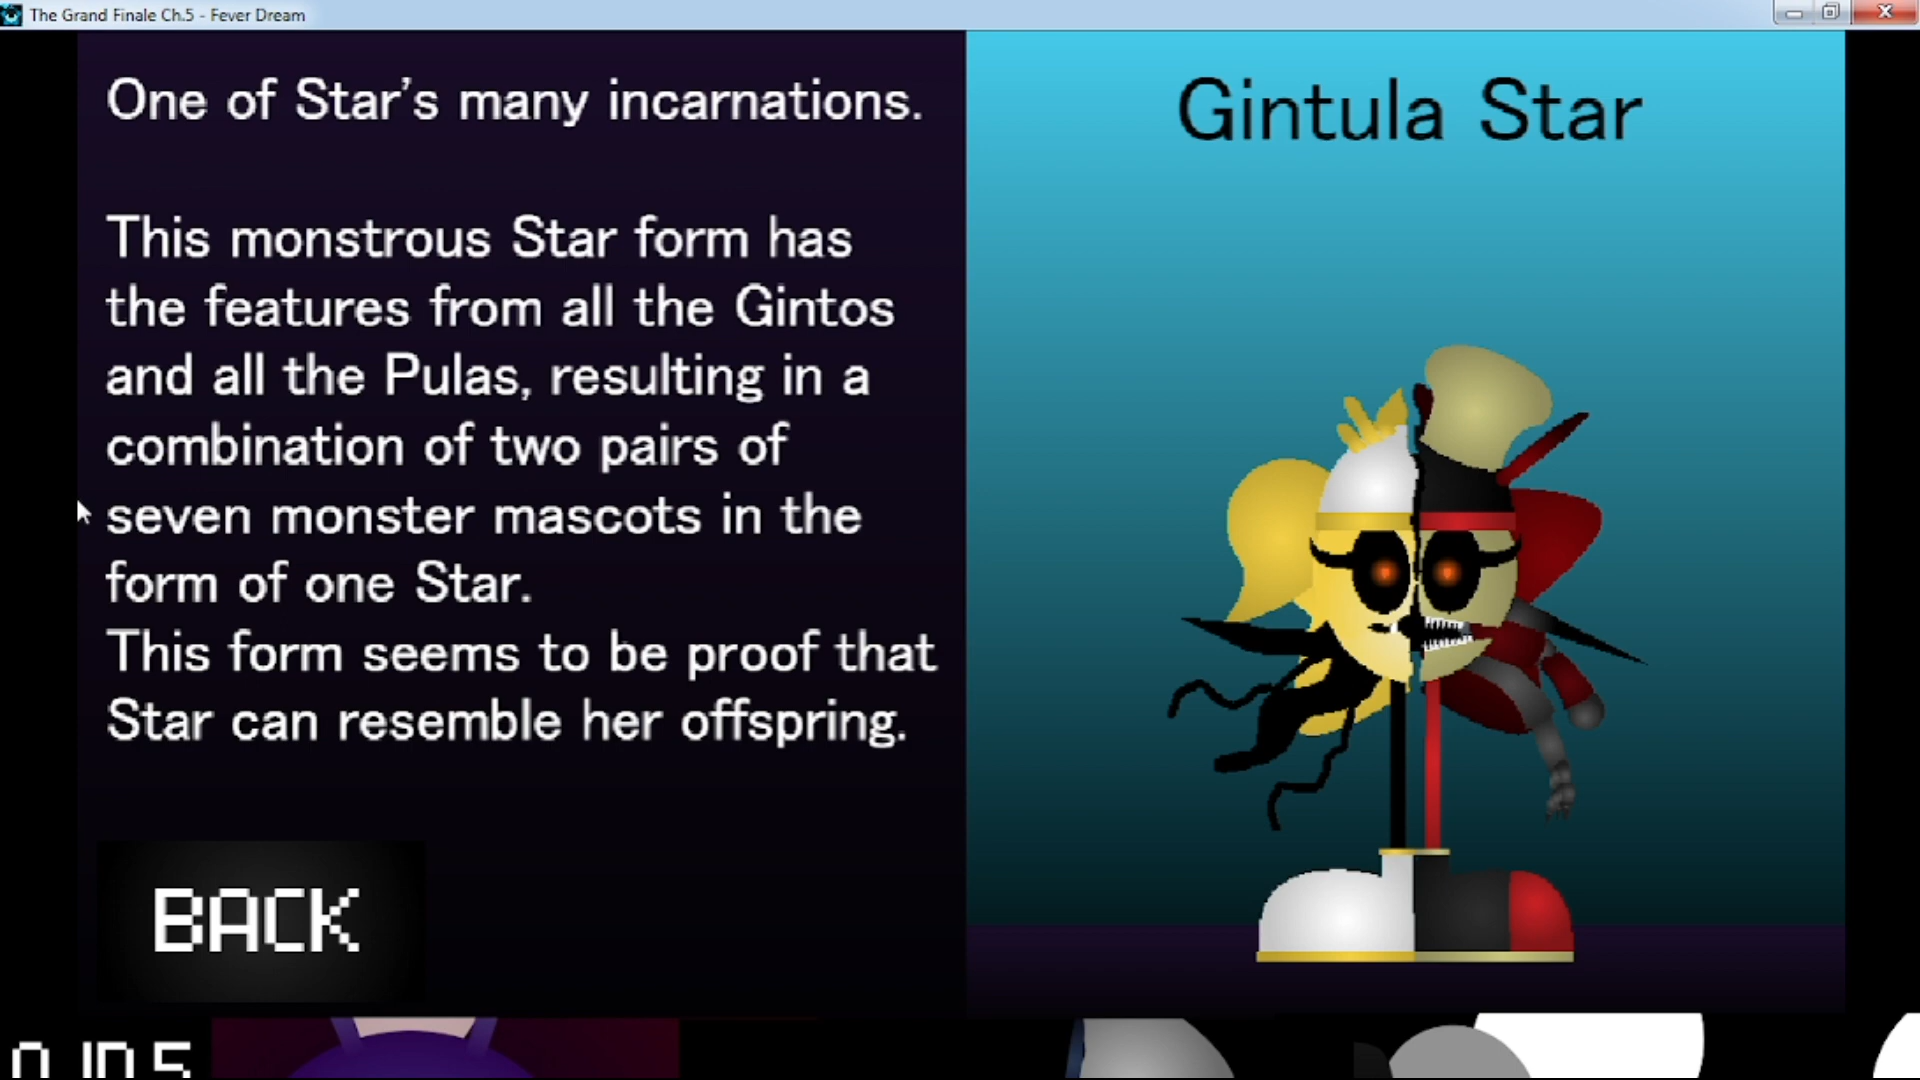 The Grand Finale Ch.5 - Fever Dream
One of Star's many incarnations.
This monstrous Star form has
the features from all the Gintos
and all the Pulas, resulting in a
combination of two pairs of
seven monster mascots in the
form of one Star.
This form seems to be proof that
Star can resemble her offspring.
BACK
Gintula Star